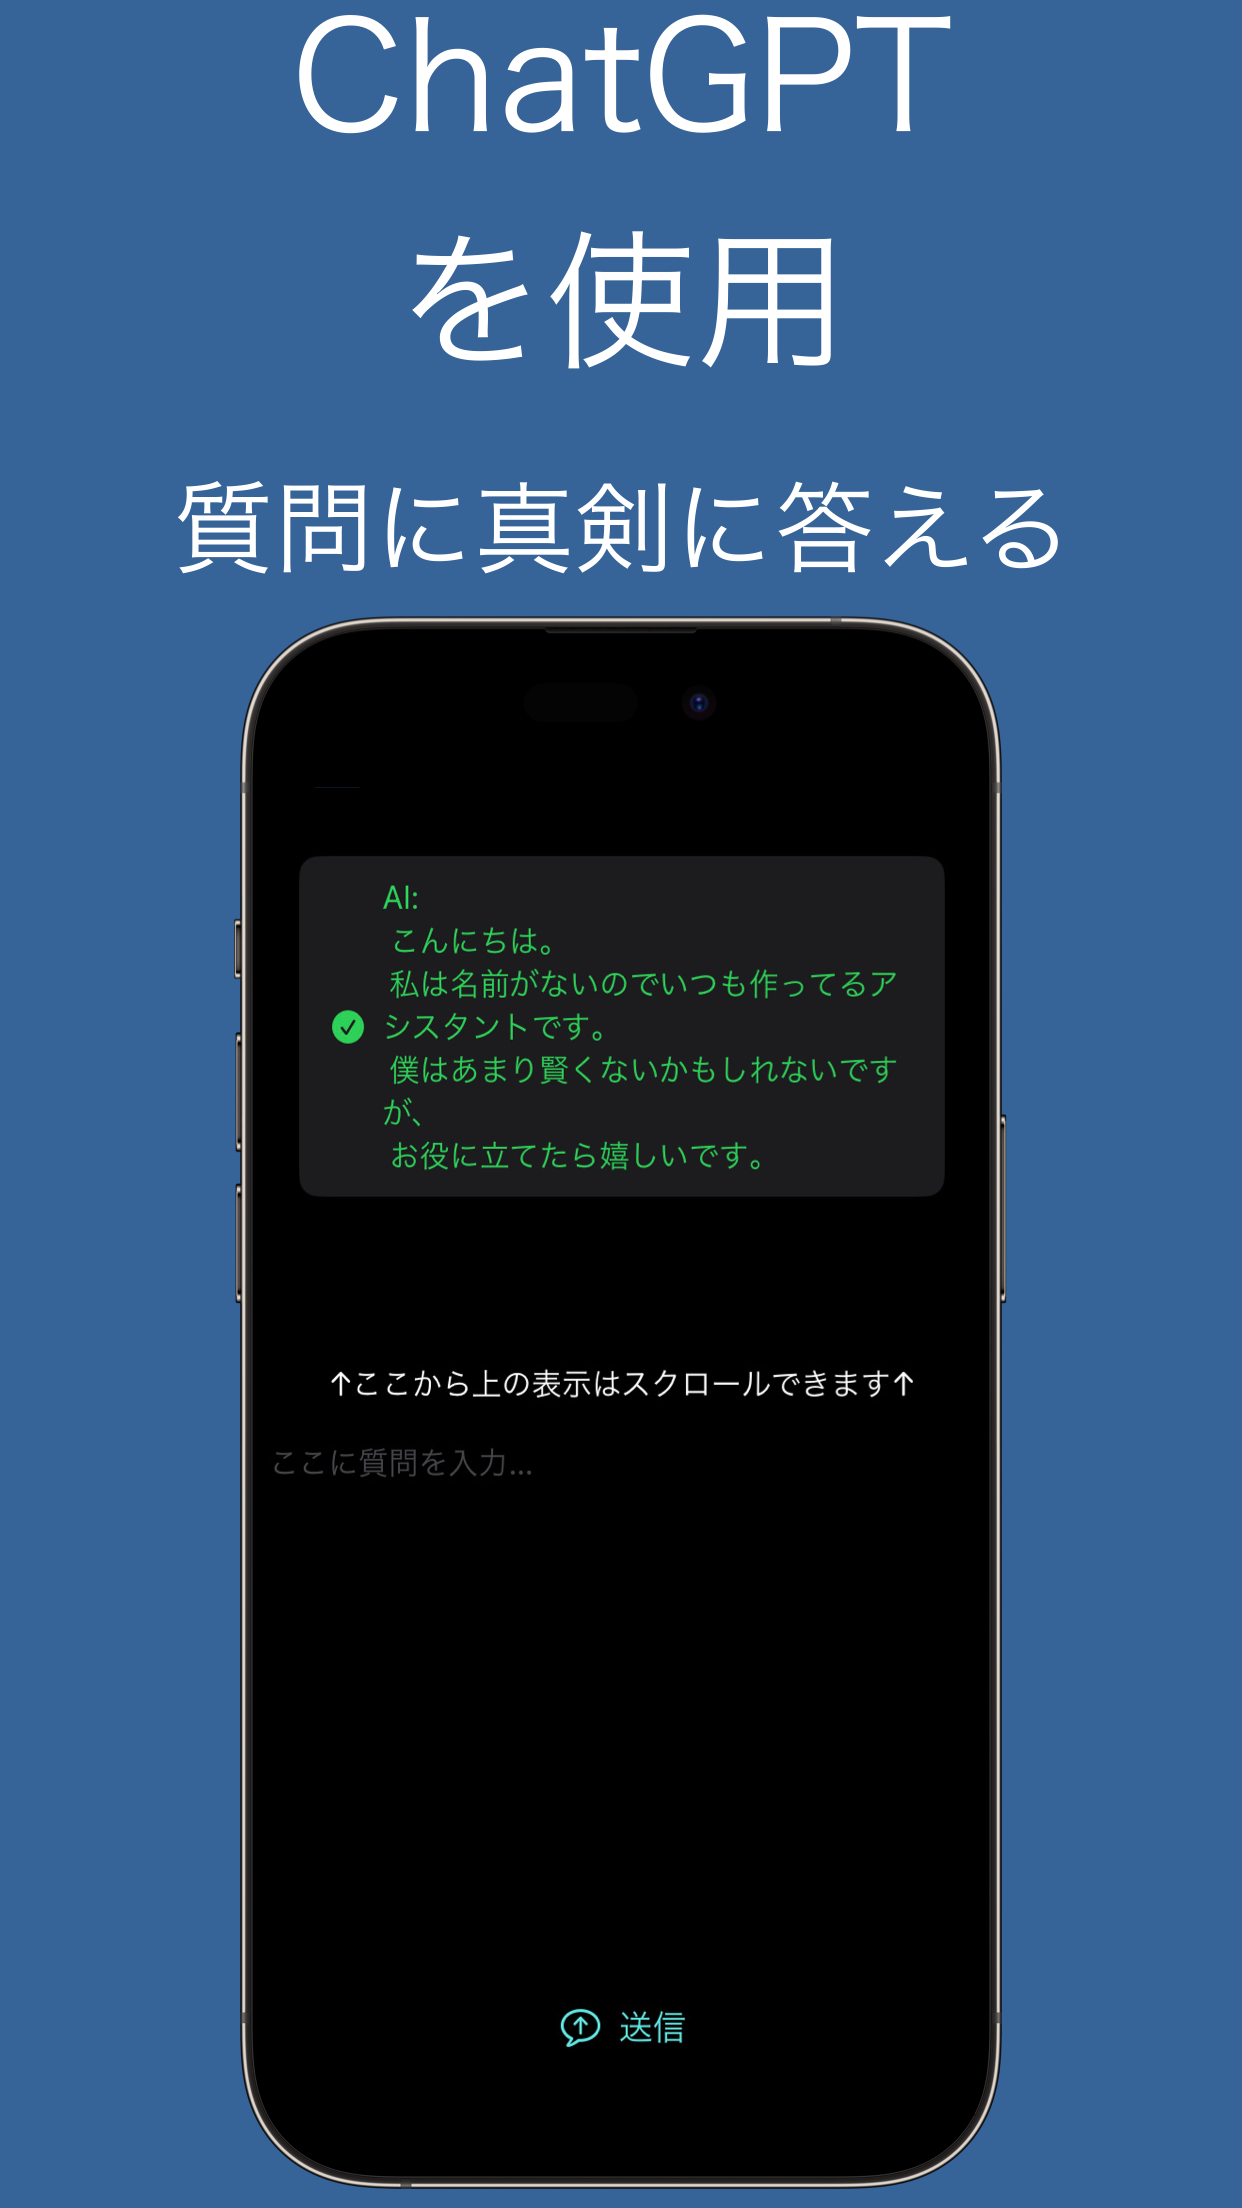 ChatGPT
を使用
質問に真剣に答える
AI:
こんにちは。
私は名前がないのでいつも作ってるア
シスタントです。
僕はあまり賢くないかもしれないです
が、
お役に立てたら嬉しいです。
↑ここから上の表示はスクロールできます↑
ここに質問を入力...
送信